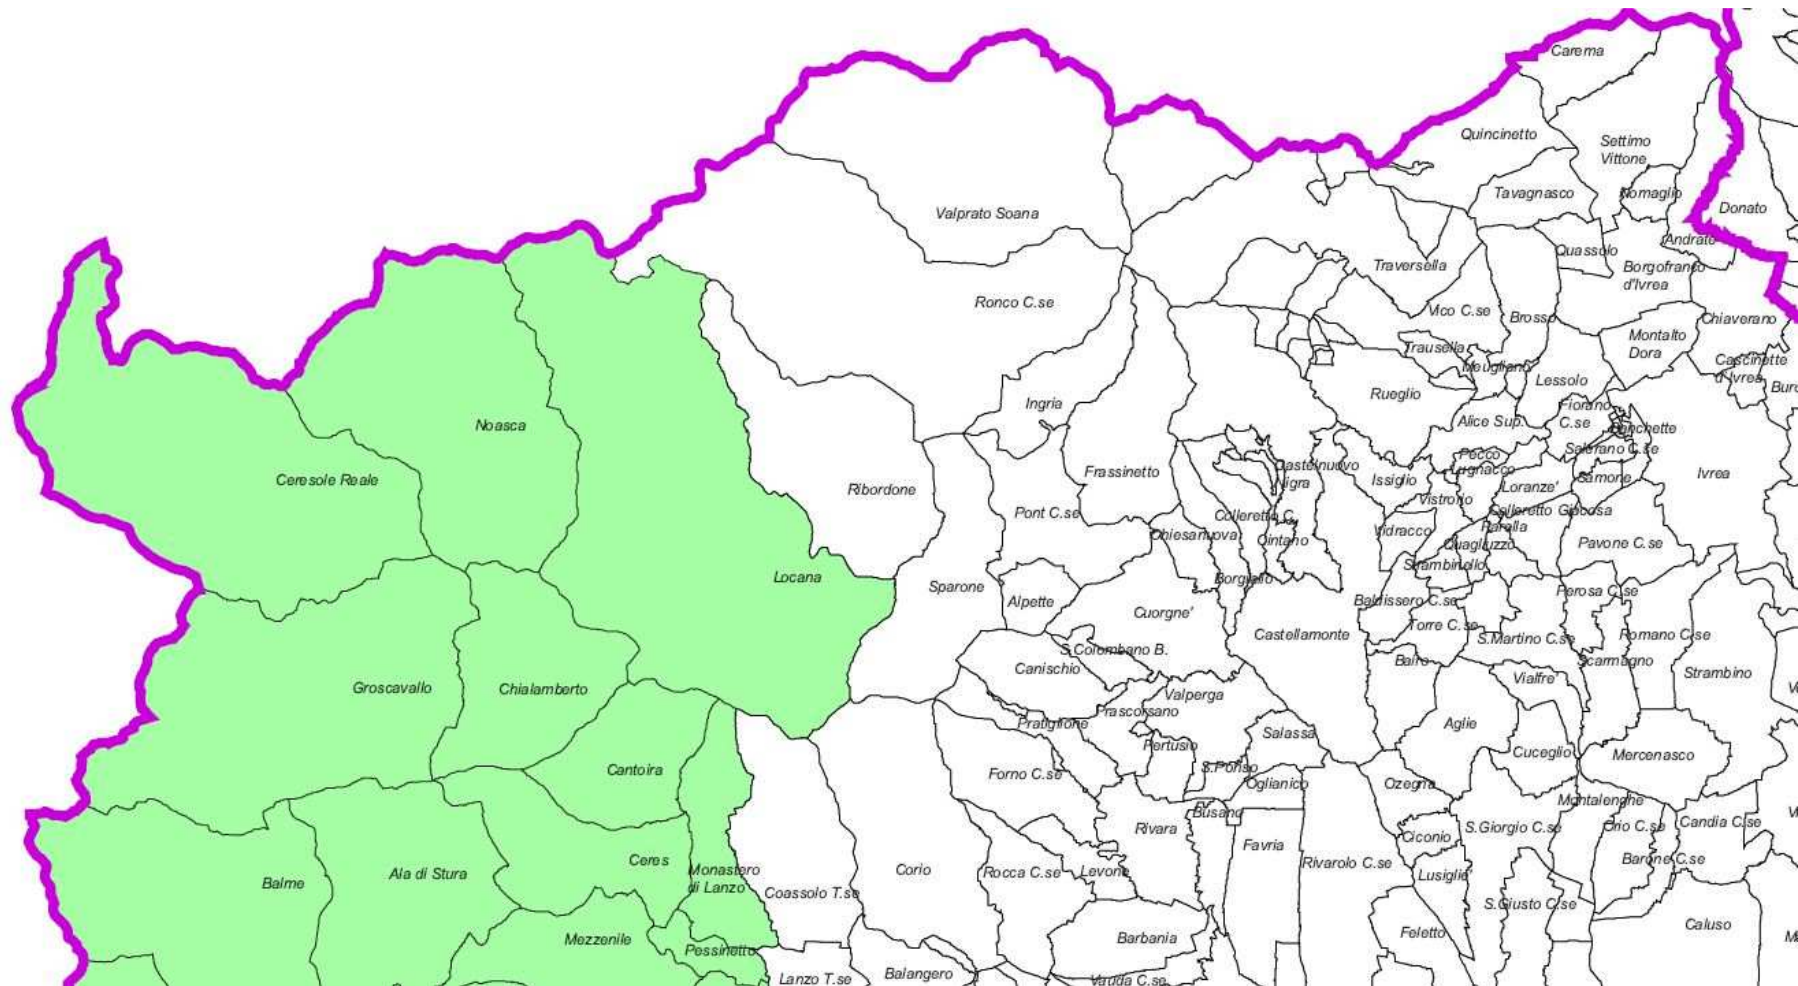 Carema
Quincinetto
Settimo
Vittone
Tavagnasco
Nomaglio
Donato
Valprato Soana
Andrate
Quassolo
Traversella
Borgofranco
d'Ivrea
Ronco C.se
Vico C.se
Brosso
Chiaverano
Montalto
Dora
Trausella
Meugliano
Cascinette
d'Ivrea
Lessolo
Rueglio
Ingria
Fiorano
C.se
Noasca
Alice Sup.
Banchette
Salerano C.se
Pecco
Lugnacco
Castelnuovo
Nigra
Frassinetto
Ivrea
Ceresole Reale
Issiglio
Samone
Ribordone
Loranze'
Vistrorio
Pont C.se
Colleretto C.
Colleretto Giacosa
Parella
Chiesanuova
Cintano
Vidracco
Quagliuzzo
Pavone C.se
Strambinello
Locana
Borgiallo
Sparone
Alpette
Perosa C.se
Baldissero C.se
Cuorgne'
Torre C.se
Castellamonte
S.Martino C.se
Romano C.se
S.Colombano B.
Bairo
Scarmagno
Canischio
Strambino
Vialfre'
Groscavallo
Chialamberto
Valperga
Prascorsano
Pratiglione
Aglie
Salassa
Pertusio
Cuceglio
Mercenasco
Cantoira
Forno C.se
S.Ponso
Oglianico
Ozegna
Montalenghe
Busano
Rivara
S.Giorgio C.se
Orio C.se
Candia C.se
Ciconio
Favria
Ceres
Barone C.se
Rivarolo C.se
Monastero
di Lanzo
Corio
Rocca C.se
Levone
Ala di Stura
Lusiglie'
Balme
Coassolo T.se
S.Giusto C.se
Caluso
Feletto
Barbania
Mezzenile
Pessinetto
Balangero
Lanzo T.se
Vauda C.se